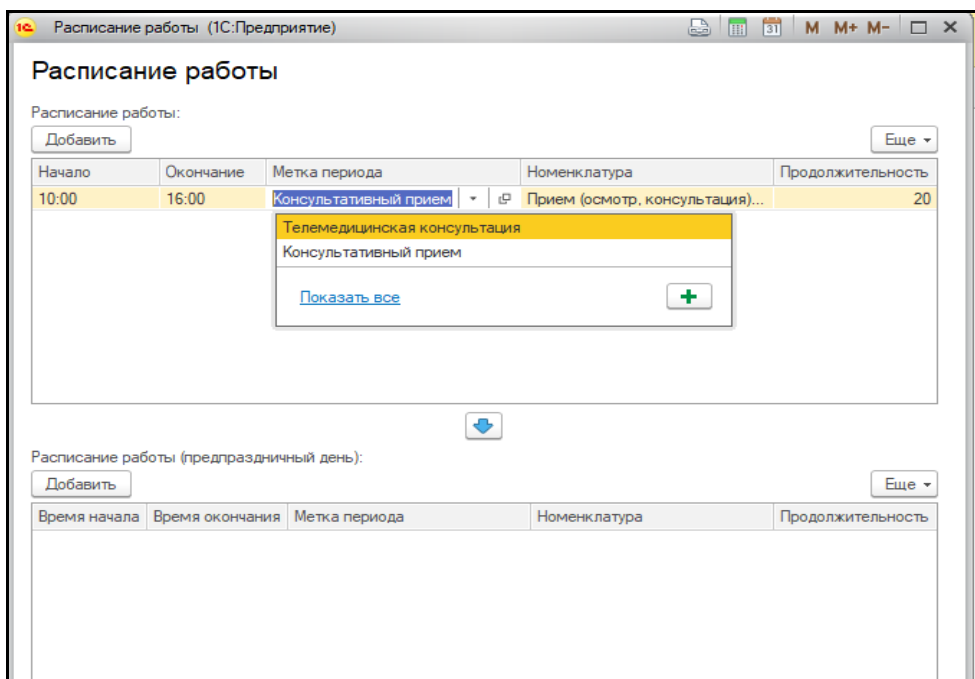 1С Расписание работы (1С:Предприятие) 31 M M+ M-
Расписание работы
Расписание работы:
Добавить Еще
Начало Окончание Метка периода Номенклатура Продолжительность
10:00 16:00 Консультативный прием Прием (осмотр, консультация)... 20
Телемедицинская консультация
Консультативный прием
Показать все
Расписание работы (предпраздничный день):
Добавить Еще
Время начала Время окончания Метка периода Номенклатура Продолжительность